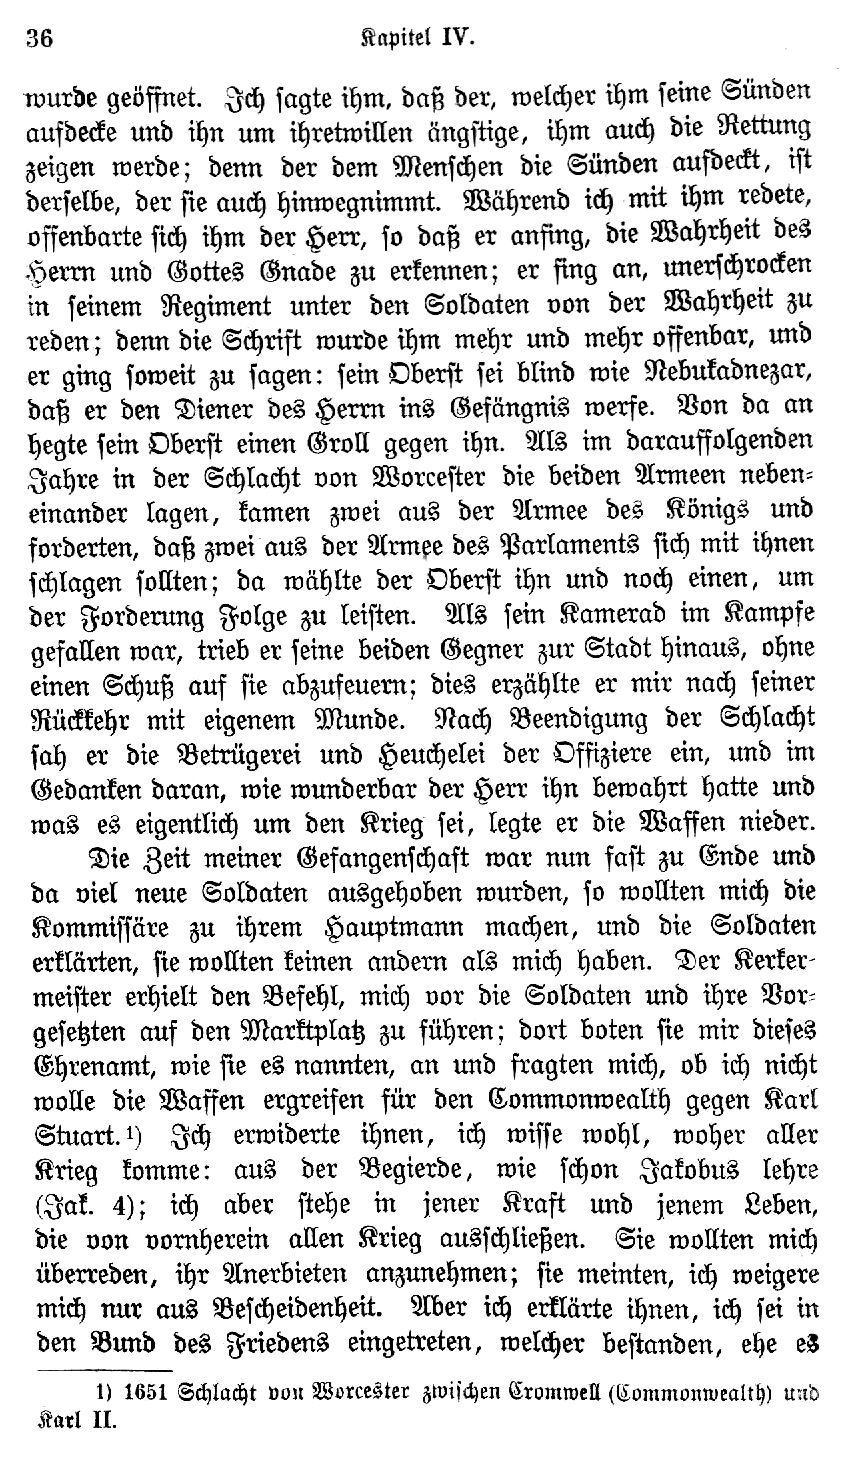 36 Kapitel IV.
wurde geöffnet. Ich sagte ihm, daß der, welcher ihm seine Sünden
aufdecke und ihn um ihretwillen ängstige, ihm auch die Rettung
zeigen werde; denn der dem Menschen die Sünden aufdeckt, ist
derselbe, der sie auch hinwegnimmt. Während ich mit ihm redete,
offenbarte sich ihm der Herr, so daß er anfing, die Wahrheit des
Herrn und Gottes Gnade zu erkennen; er fing an, unerschrocken
in seinem Regiment unter den Soldaten von der Wahrheit zu
reden; denn die Schrift wurde ihm mehr und mehr offenbar, und
er ging soweit zu sagen: sein Oberst sei blind wie Nebukadnezar,
daß er den Diener des Herrn ins Gefängnis werfe. Von da an
hegte sein Oberst einen Groll gegen ihn. Als im darauffolgenden
Jahre in der Schlacht von Worcester die beiden Armeen neben-
einander lagen, kamen zwei aus der Armee des Königs und
forderten, daß zwei aus der Armee des Parlaments sich mit ihnen
schlagen sollten; da wählte der Oberst ihn und noch einen, um
der Forderung Folge zu leisten. Als sein Kamerad im Kampfe
gefallen war, trieb er seine beiden Gegner zur Stadt hinaus, ohne
einen Schuß auf sie abzufeuern; dies erzählte er mir nach seiner
Rückkehr mit eigenem Munde. Nach Beendigung der Schlacht
sah er die Betrügerei und Heuchelei der Offiziere ein, und im
Gedanken daran, wie wunderbar der Herr ihn bewahrt hatte und
was es eigentlich um den Krieg sei, legte er die Waffen nieder.
Die Zeit meiner Gefangenschaft war nun fast zu Ende und
da viel neue Soldaten ausgehoben wurden, so wollten mich die
Kommissäre zu ihrem Hauptmann machen, und die Soldaten
erklärten, sie wollten keinen andern als mich haben. Der Kerker-
meister erhielt den Befehl, mich vor die Soldaten und ihre Vor-
gesetzten auf den Marktplatz zu führen; dort boten sie mir dieses
Ehrenamt, wie sie es nannten, an und fragten mich, ob ich nicht
wolle die Waffen ergreifen für den Commonwealth gegen Karl
Stuart.¹) Ich erwiderte ihnen, ich wisse wohl, woher aller
Krieg komme: aus der Begierde, wie schon Jakobus lehre
(Jak. 4); ich aber stehe in jener Kraft und jenem Leben,
die von vornherein allen Krieg ausschließen. Sie wollten mich
überreden, ihr Anerbieten anzunehmen; sie meinten, ich weigere
mich nur aus Bescheidenheit. Aber ich erklärte ihnen, ich sei in
den Bund des Friedens eingetreten, welcher bestanden, ehe es
1) 1651 Schlacht von Worcester zwischen Cromwell (Commonwealth) und
Karl II.